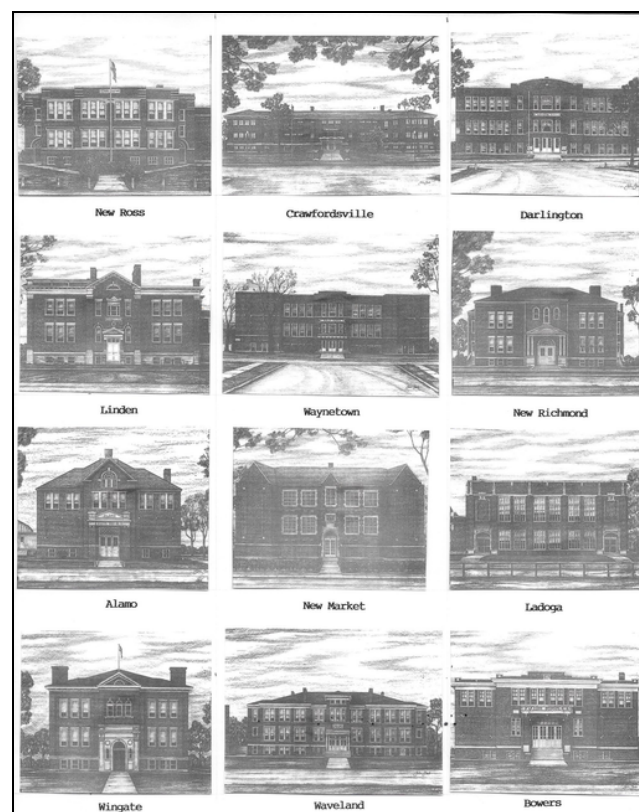 New Ross
Crawfordsville
Darlington
Linden
Waynetown
New Richmond
Alamo
New Market
Ladoga
Wingate
Waveland
Bowers